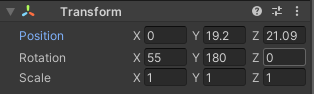 Transform
Position X 0 Y 19.2 Z 21.09
Rotation X 55 Y 180 Z 0
Scale X 1 Y 1 Z 1